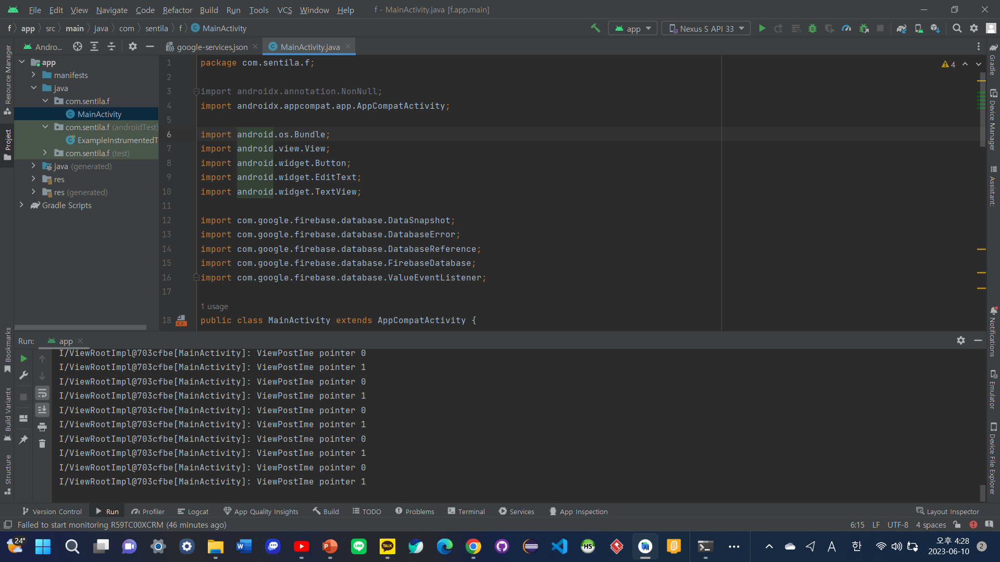 File Edit View Navigate Code Refactor Build Run Tools VCS Window Help f - MainActivity.java [f.app.main]
f app src main java com sentila f MainActivity
app Nexus S API 33
Andro...
google-services.json MainActivity.java
Resource Manager
Project
Bookmarks
Build Variants
Structure
app
manifests
java
com.sentila.f
MainActivity
com.sentila.f (androidTest)
ExampleInstrumentedT
com.sentila.f (test)
java (generated)
res
res (generated)
Gradle Scripts
4
1 package com.sentila.f;
2
3 import androidx.annotation.NonNull;
4 import androidx.appcompat.app.AppCompatActivity;
5
6 import android.os.Bundle;
7 import android.view.View;
8 import android.widget.Button;
9 import android.widget.EditText;
10 import android.widget.TextView;
11
12 import com.google.firebase.database.DataSnapshot;
13 import com.google.firebase.database.DatabaseError;
14 import com.google.firebase.database.DatabaseReference;
15 import com.google.firebase.database.FirebaseDatabase;
16 import com.google.firebase.database.ValueEventListener;
17
1 usage
18 public class MainActivity extends AppCompatActivity {
Gradle
Device Manager
Assistant:
Notifications
Emulator
Device File Explorer
Run: app
I/ViewRootImpl@703cfbe[MainActivity]: ViewPostIme pointer 0
I/ViewRootImpl@703cfbe[MainActivity]: ViewPostIme pointer 1
I/ViewRootImpl@703cfbe[MainActivity]: ViewPostIme pointer 0
I/ViewRootImpl@703cfbe[MainActivity]: ViewPostIme pointer 1
I/ViewRootImpl@703cfbe[MainActivity]: ViewPostIme pointer 0
I/ViewRootImpl@703cfbe[MainActivity]: ViewPostIme pointer 1
I/ViewRootImpl@703cfbe[MainActivity]: ViewPostIme pointer 0
I/ViewRootImpl@703cfbe[MainActivity]: ViewPostIme pointer 1
I/ViewRootImpl@703cfbe[MainActivity]: ViewPostIme pointer 0
I/ViewRootImpl@703cfbe[MainActivity]: ViewPostIme pointer 1
Version Control Run Profiler Logcat App Quality Insights Build TODO Problems Terminal Services App Inspection Layout Inspector
Failed to start monitoring R59TC00XCRM (46 minutes ago) 6:15 LF UTF-8 4 spaces
24° LINE TALK HS A 한 오후 4:28
2023-06-10 2